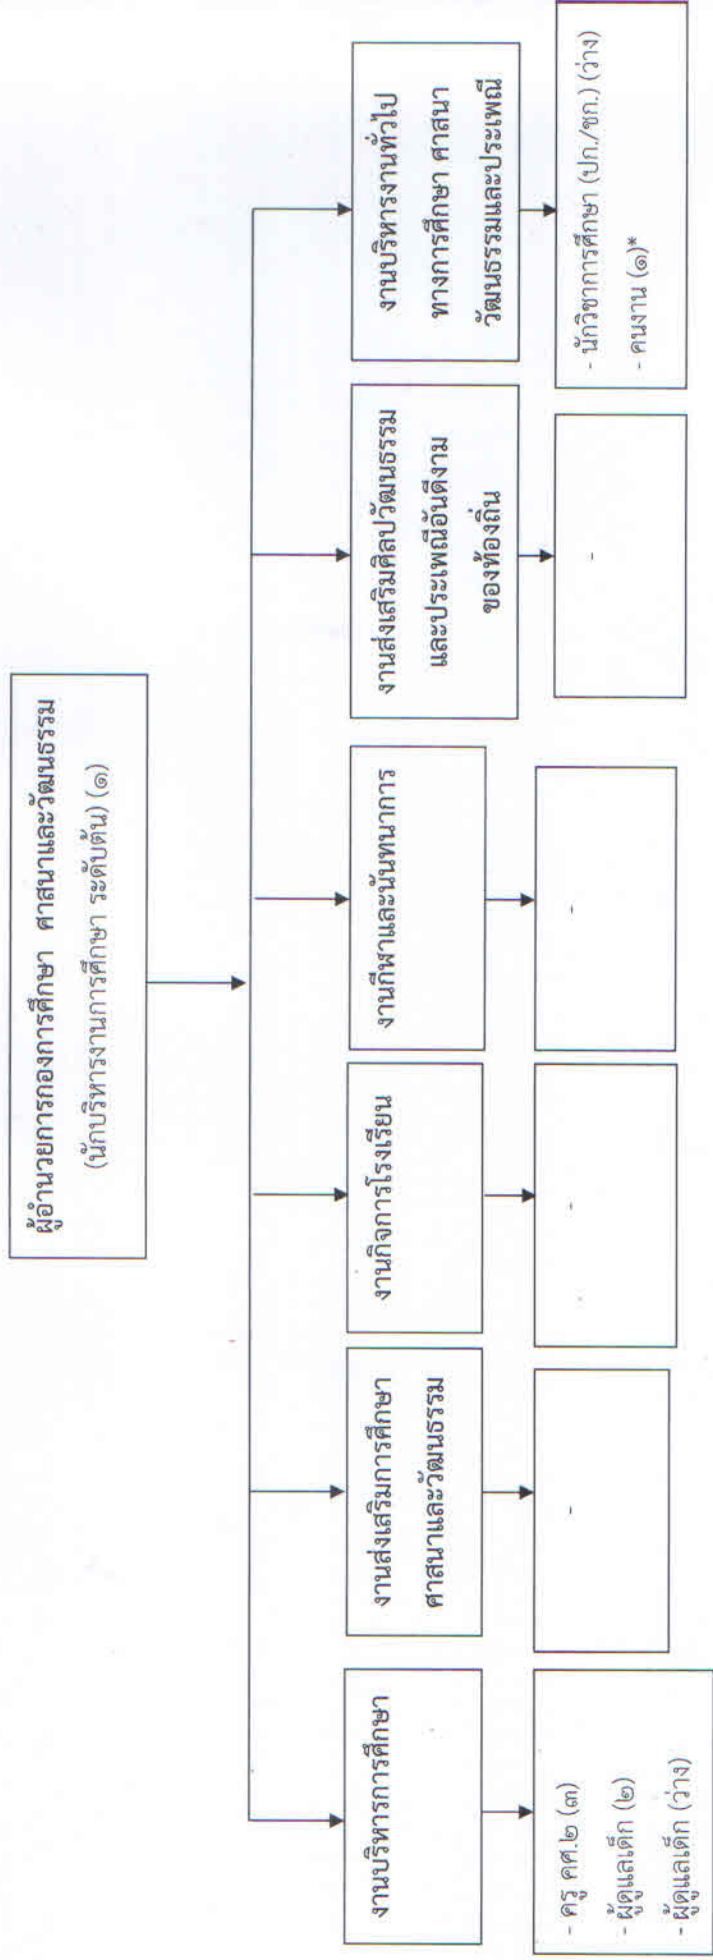 ผู้อำนวยการกองการศึกษา ศาสนาและวัฒนธรรม
(นักบริหารงานการศึกษา ระดับต้น) (๑)
งานบริหารการศึกษา
- ครู คศ.๒ (๓)
- ผู้ดูแลเด็ก (๒)
- ผู้ดูแลเด็ก (ว่าง)
งานส่งเสริมการศึกษา
ศาสนาและวัฒนธรรม
-
งานกิจการโรงเรียน
-
งานกีฬาและนันทนาการ
-
งานส่งเสริมศิลปวัฒนธรรม
และประเพณีอันดีงาม
ของท้องถิ่น
-
งานบริหารงานทั่วไป
ทางการศึกษา ศาสนา
วัฒนธรรมและประเพณี
- นักวิชาการศึกษา (ปก./ชก.) (ว่าง)
- คนงาน (๑)*